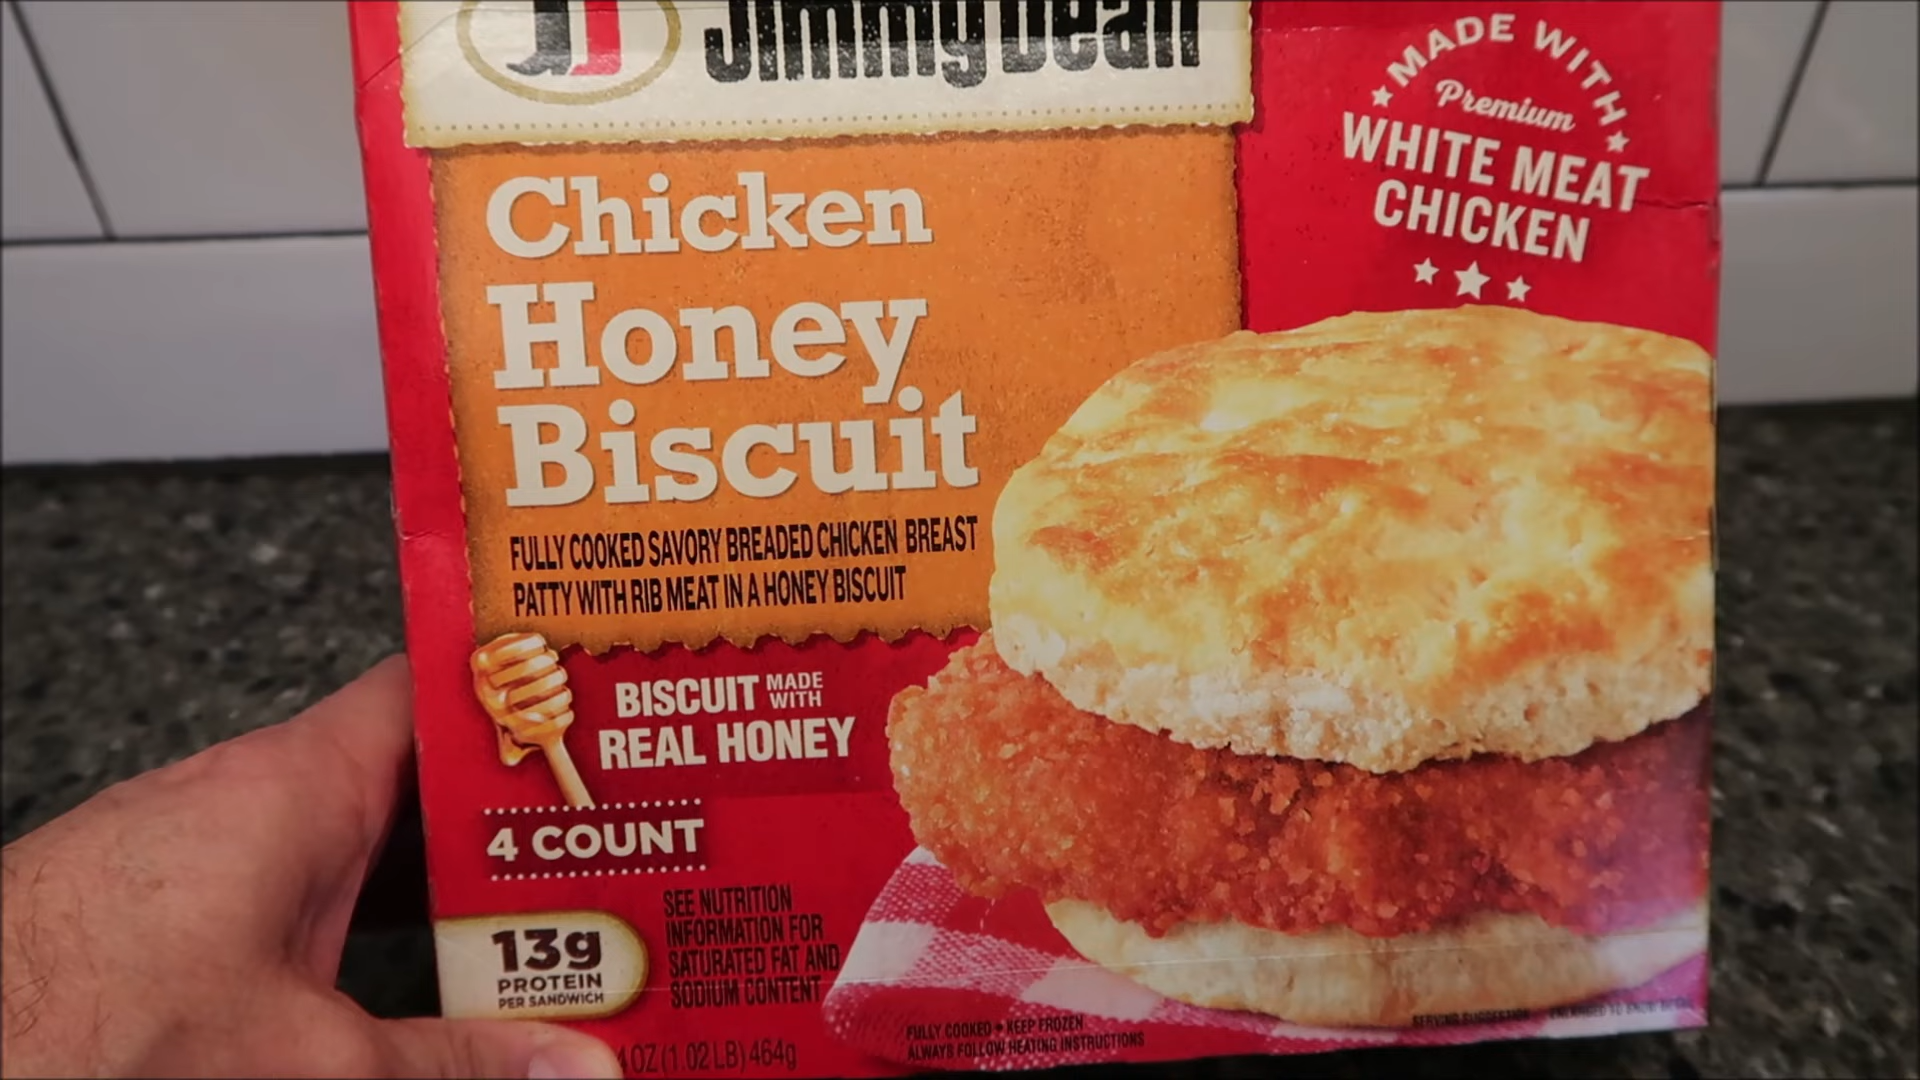 Jimmy Dean
MADE WITH
Premium
WHITE MEAT
CHICKEN
Chicken
Honey
Biscuit
FULLY COOKED SAVORY BREADED CHICKEN BREAST
PATTY WITH RIB MEAT IN A HONEY BISCUIT
BISCUIT MADE WITH
REAL HONEY
4 COUNT
13g
PROTEIN
PER SANDWICH
SEE NUTRITION
INFORMATION FOR
SATURATED FAT AND
SODIUM CONTENT
4 OZ (1.02 LB) 464g
FULLY COOKED • KEEP FROZEN
ALWAYS FOLLOW HEATING INSTRUCTIONS
SERVING SUGGESTION